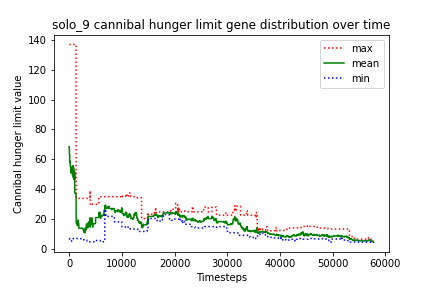 solo_9 cannibal hunger limit gene distribution over time
140
120
100
80
60
40
20
0
Cannibal hunger limit value
max
mean
min
0
10000
20000
30000
40000
50000
60000
Timesteps